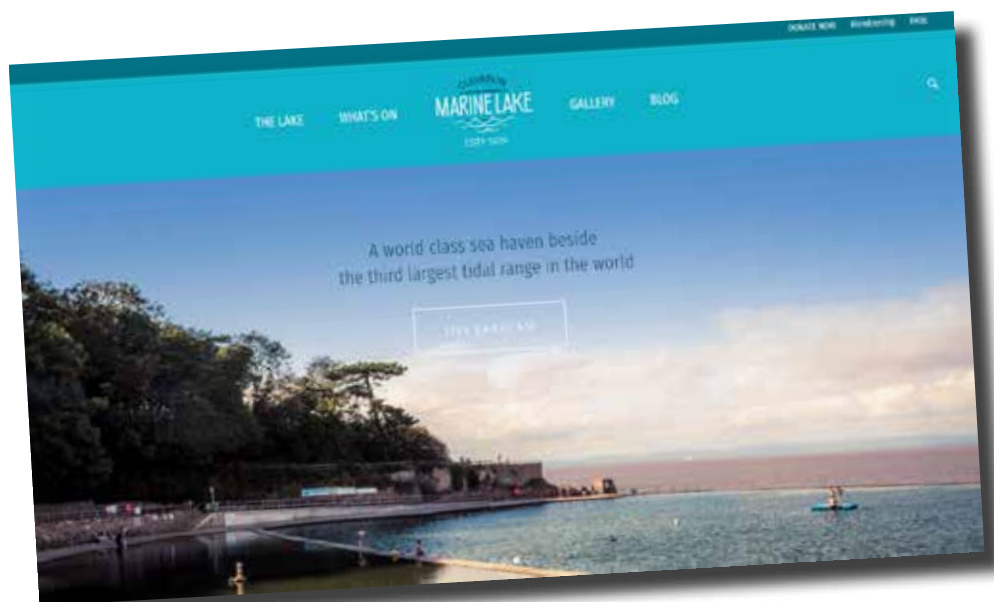 DONATE NOW Membership FAQs
THE LAKE WHAT'S ON
CLEVEDON
MARINE LAKE
GALLERY BLOG
A world class sea haven beside
the third largest tidal range in the world